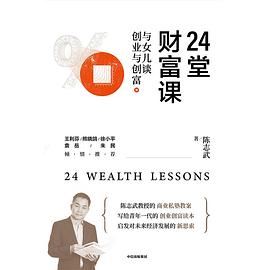 24堂
财富课
与女儿谈
创业与创富
王利芬/熊晓鸽/徐小平
袁岳/朱民
倾情推荐
陈志武 著
24 WEALTH LESSONS
陈志武教授的商业私塾教案
写给青年一代的创业创富读本
启发对未来经济发展的新思索
中信出版集团